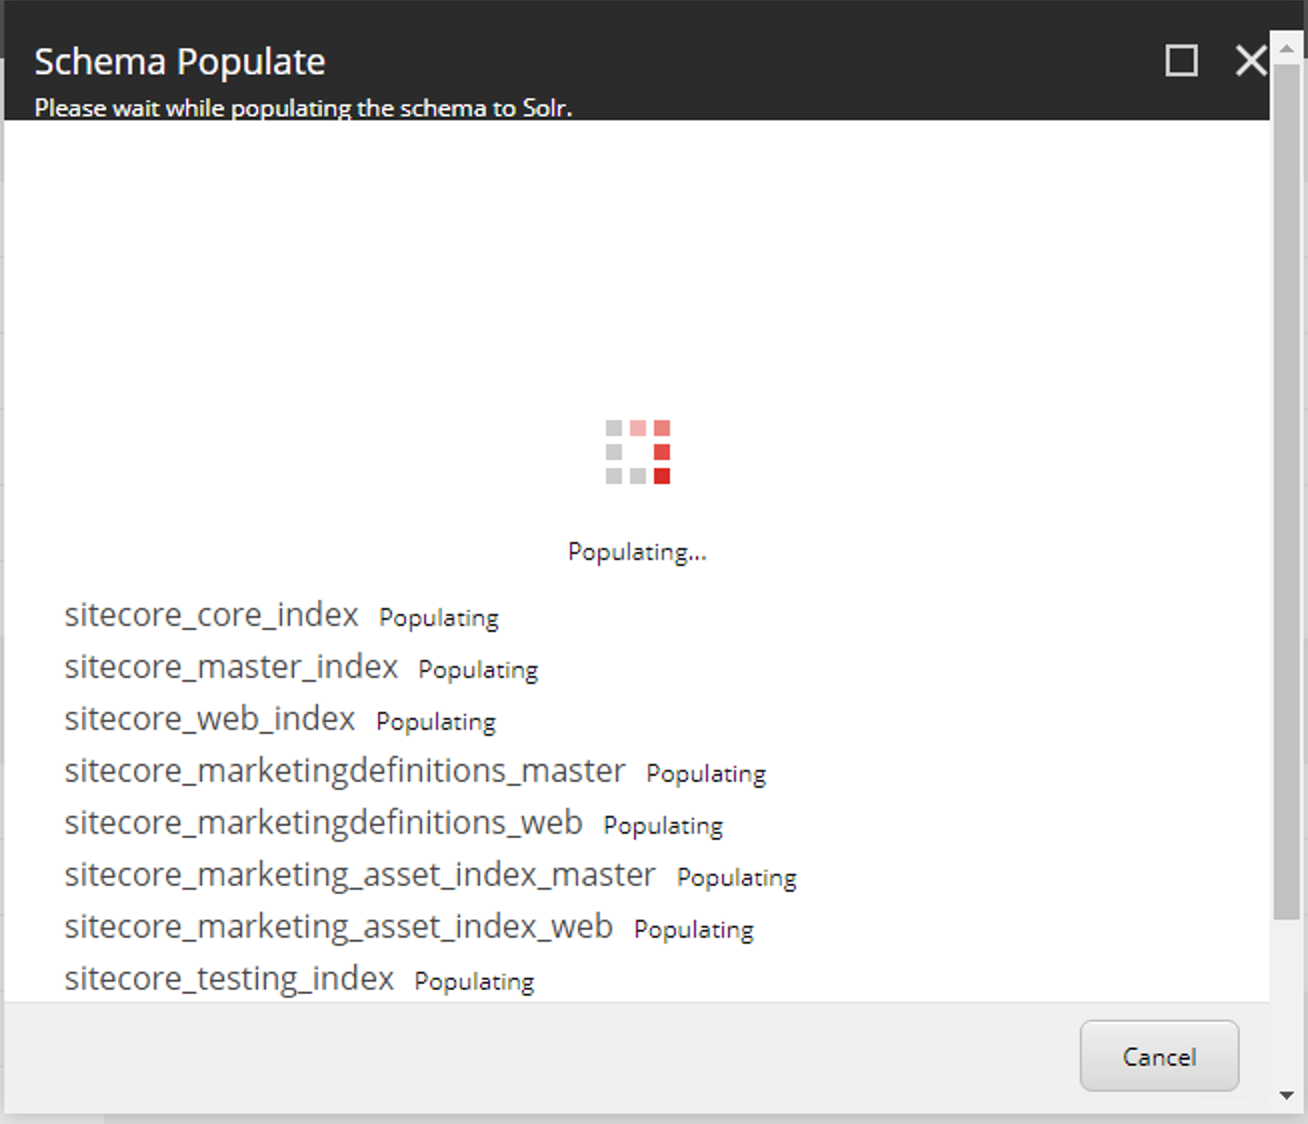 Schema Populate
Please wait while populating the schema to Solr.
Populating...
sitecore_core_index Populating
sitecore_master_index Populating
sitecore_web_index Populating
sitecore_marketingdefinitions_master Populating
sitecore_marketingdefinitions_web Populating
sitecore_marketing_asset_index_master Populating
sitecore_marketing_asset_index_web Populating
sitecore_testing_index Populating
Cancel